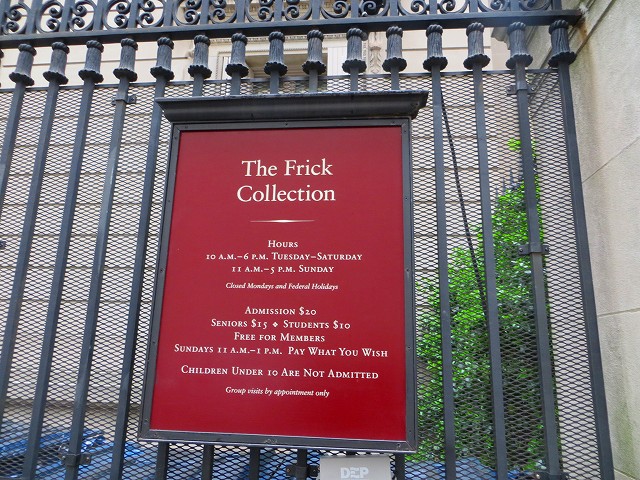 The Frick
Collection
Hours
10 A.M.–6 P.M. Tuesday–Saturday
11 A.M.–5 P.M. Sunday
Closed Mondays and Federal Holidays
Admission $20
Seniors $15 ❖ Students $10
Free for Members
Sundays 11 A.M.–1 P.M. Pay What You Wish
Children Under 10 Are Not Admitted
Group visits by appointment only
DEP